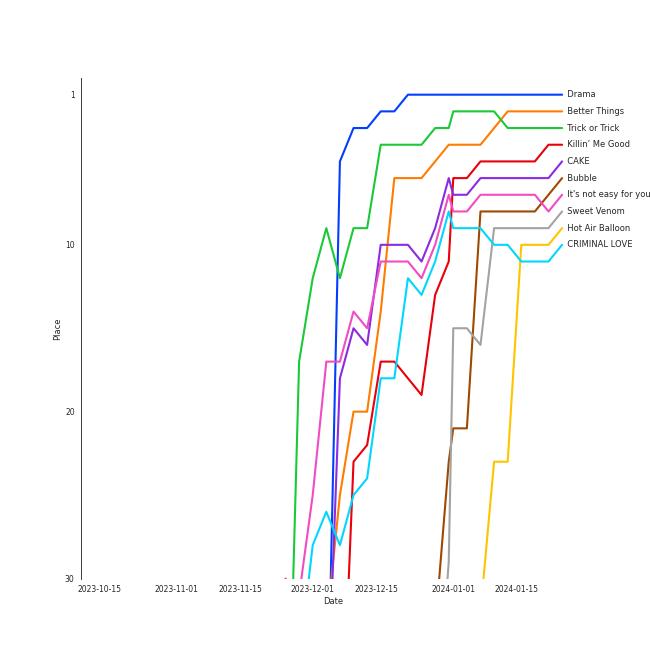 1
10
20
30
Place
2023-10-15
2023-11-01
2023-11-15
2023-12-01
2023-12-15
2024-01-01
2024-01-15
Date
Drama
Better Things
Trick or Trick
Killin' Me Good
CAKE
Bubble
It's not easy for you
Sweet Venom
Hot Air Balloon
CRIMINAL LOVE